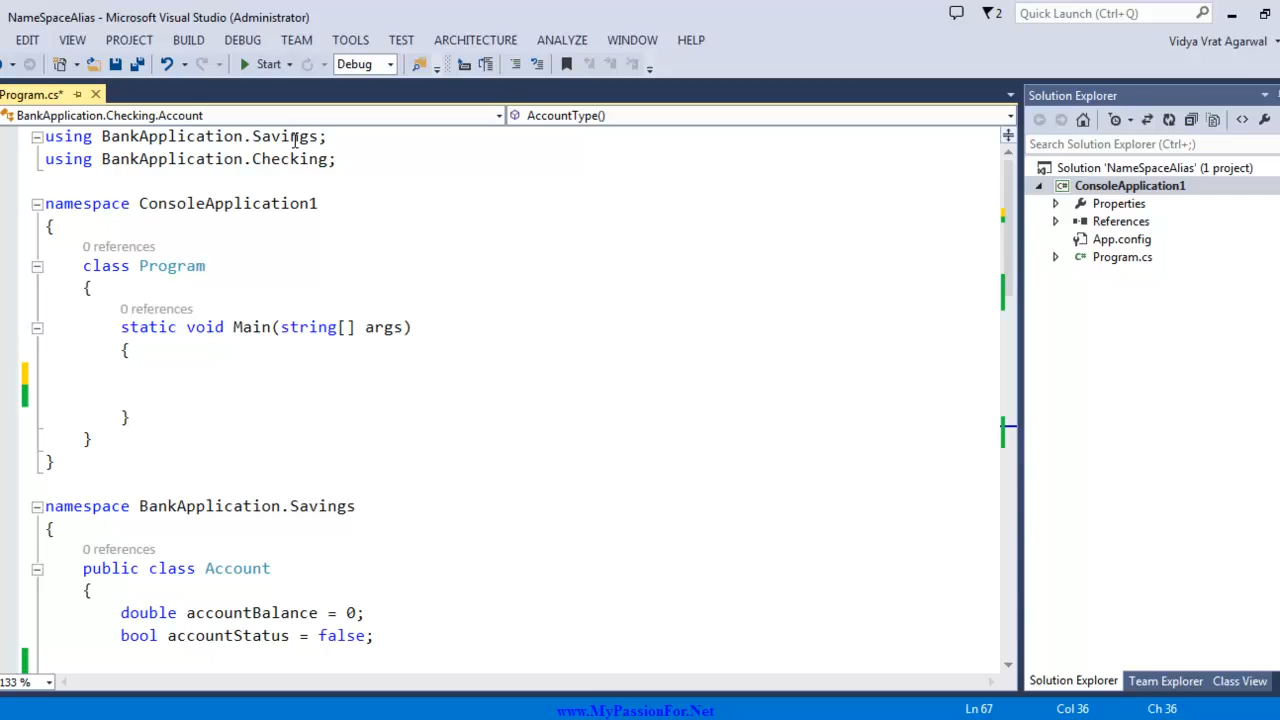 NameSpaceAlias - Microsoft Visual Studio (Administrator)
2
Quick Launch (Ctrl+Q)
EDIT VIEW PROJECT BUILD DEBUG TEAM TOOLS TEST ARCHITECTURE ANALYZE WINDOW HELP
Vidya Vrat Agarwal
Start Debug
Program.cs*
BankApplication.Checking.Account
AccountType()
using BankApplication.Savings;
using BankApplication.Checking;
namespace ConsoleApplication1
{
0 references
class Program
{
0 references
static void Main(string[] args)
{
}
}
}
namespace BankApplication.Savings
{
0 references
public class Account
{
double accountBalance = 0;
bool accountStatus = false;
133 %
Solution Explorer
Search Solution Explorer (Ctrl+;)
Solution 'NameSpaceAlias' (1 project)
C# ConsoleApplication1
Properties
References
App.config
C# Program.cs
Solution Explorer Team Explorer Class View
www.MyPassionFor.Net
Ln 67 Col 36 Ch 36